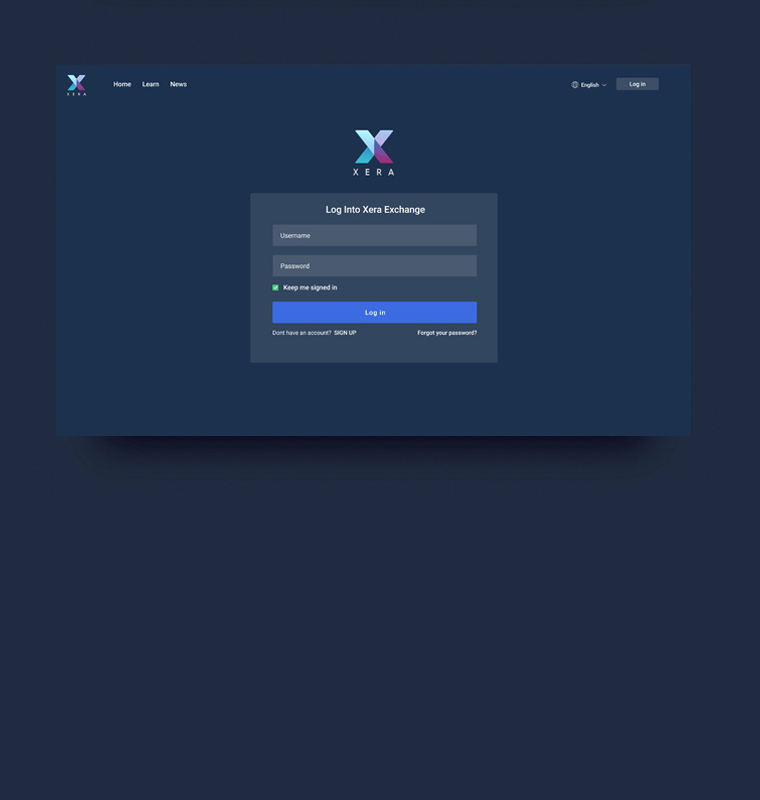 Home Learn News English Log in
XERA
XERA
Log Into Xera Exchange
Username
Password
Keep me signed in
Log in
Dont have an account? SIGN UP Forgot your password?